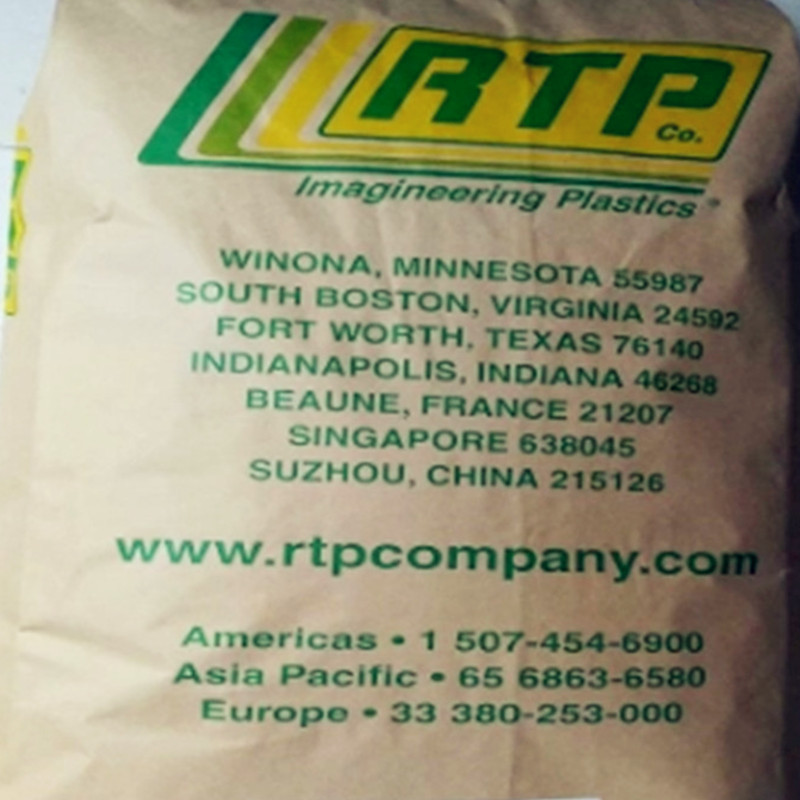 RTP
Co.
Imagineering Plastics®
WINONA, MINNESOTA 55987
SOUTH BOSTON, VIRGINIA 24592
FORT WORTH, TEXAS 76140
INDIANAPOLIS, INDIANA 46268
BEAUNE, FRANCE 21207
SINGAPORE 638045
SUZHOU, CHINA 215126
www.rtpcompany.com
Americas • 1 507-454-6900
Asia Pacific • 65 6863-6580
Europe • 33 380-253-000